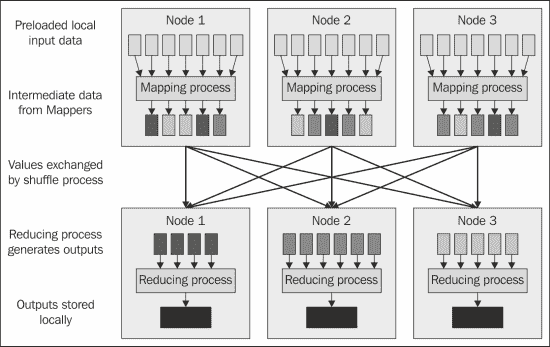 Preloaded local
input data
Node 1
Node 2
Node 3
Mapping process
Mapping process
Mapping process
Intermediate data
from Mappers
Values exchanged
by shuffle process
Node 1
Node 2
Node 3
Reducing process
generates outputs
Reducing process
Reducing process
Reducing process
Outputs stored
locally